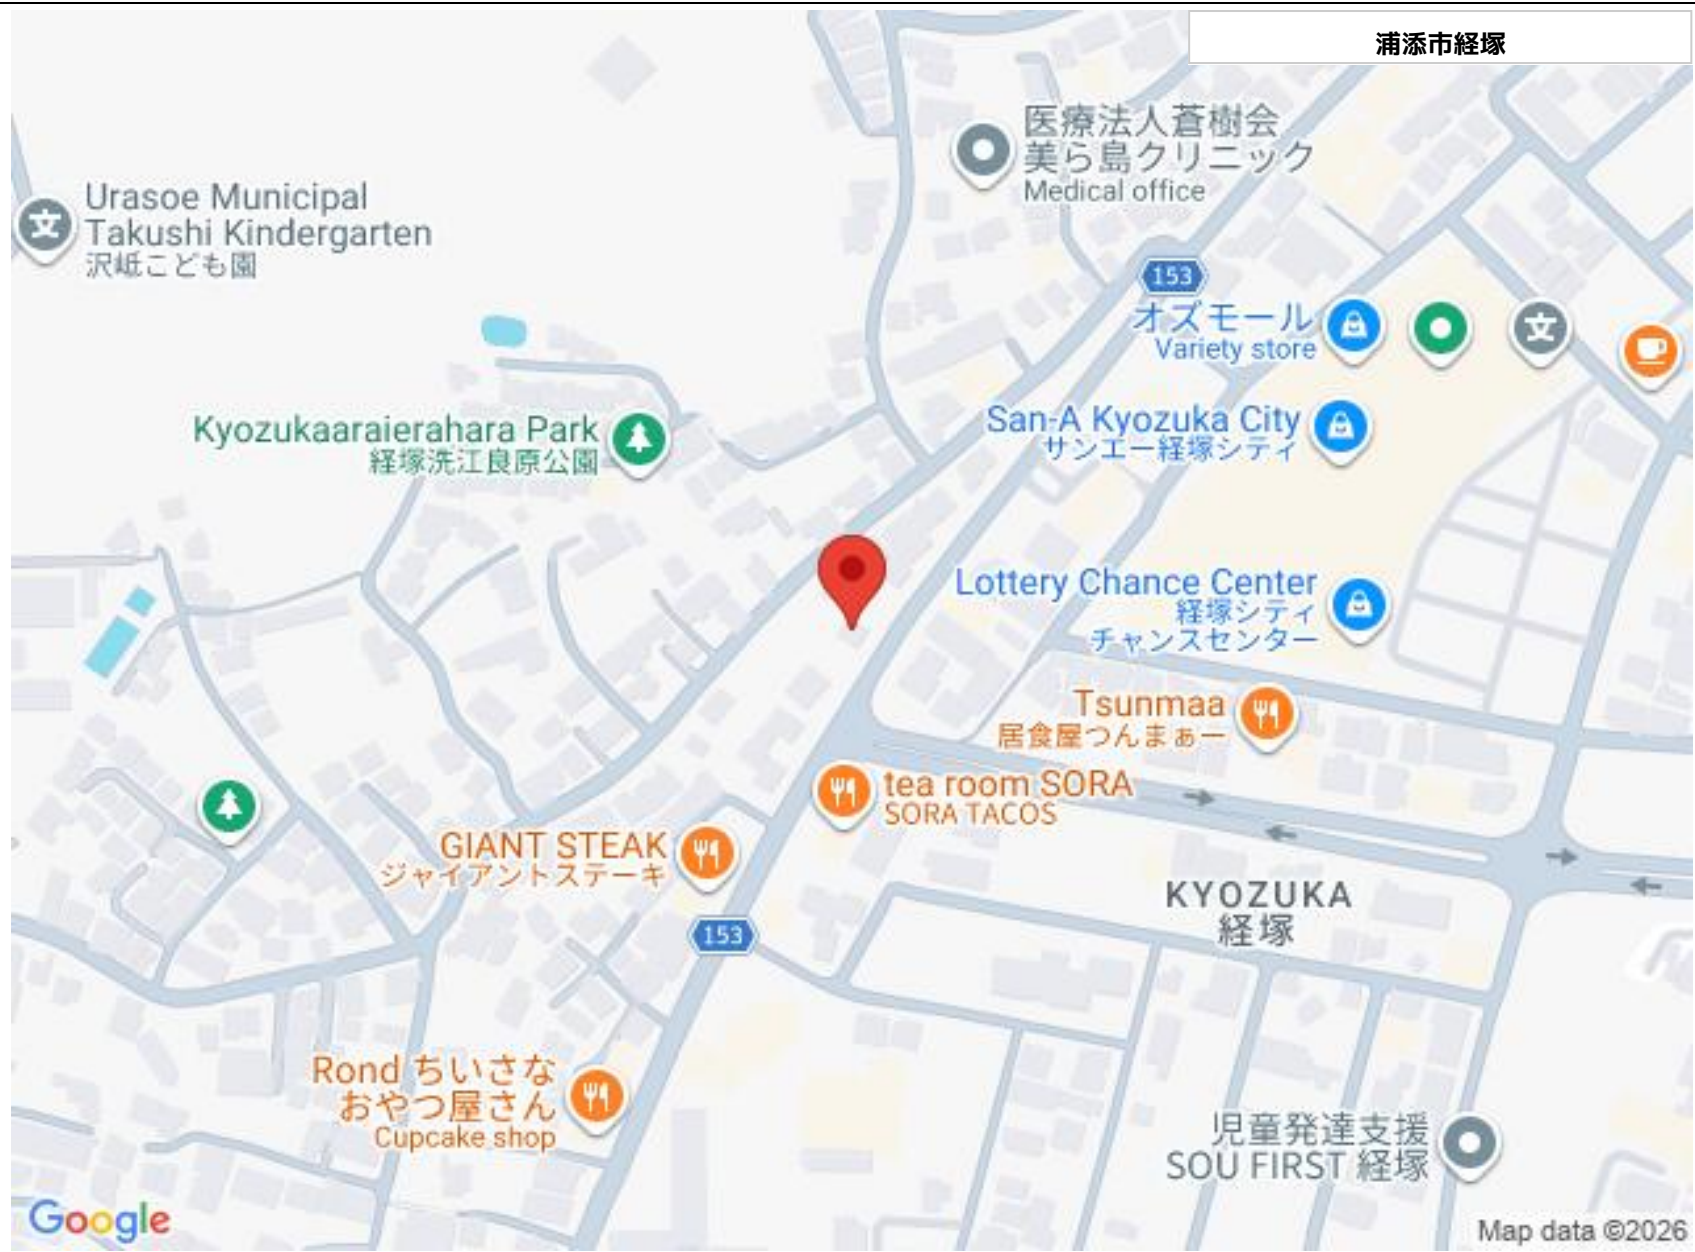 浦添市経塚
医療法人蒼樹会
美ら島クリニック
Medical office
Urasoe Municipal
Takushi Kindergarten
沢岻こども園
文
153
オズモール
Variety store
文
Kyozukaaraierahara Park
経塚洗江良原公園
San-A Kyozuka City
サンエー経塚シティ
Lottery Chance Center
経塚シティ
チャンスセンター
Tsunmaa
居食屋つんまぁー
tea room SORA
SORA TACOS
GIANT STEAK
ジャイアントステーキ
KYOZUKA
経塚
153
Rond ちいさな
おやつ屋さん
Cupcake shop
児童発達支援
SOU FIRST 経塚
Google
Map data ©2026